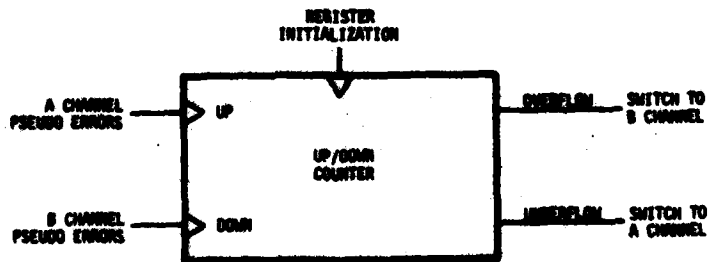 REGISTER
INITIALIZATION
A CHANNEL
PSEUDO ERRORS
UP
OVERFLOW
SWITCH TO
B CHANNEL
UP/DOWN
COUNTER
B CHANNEL
PSEUDO ERRORS
DOWN
UNDERFLOW
SWITCH TO
A CHANNEL